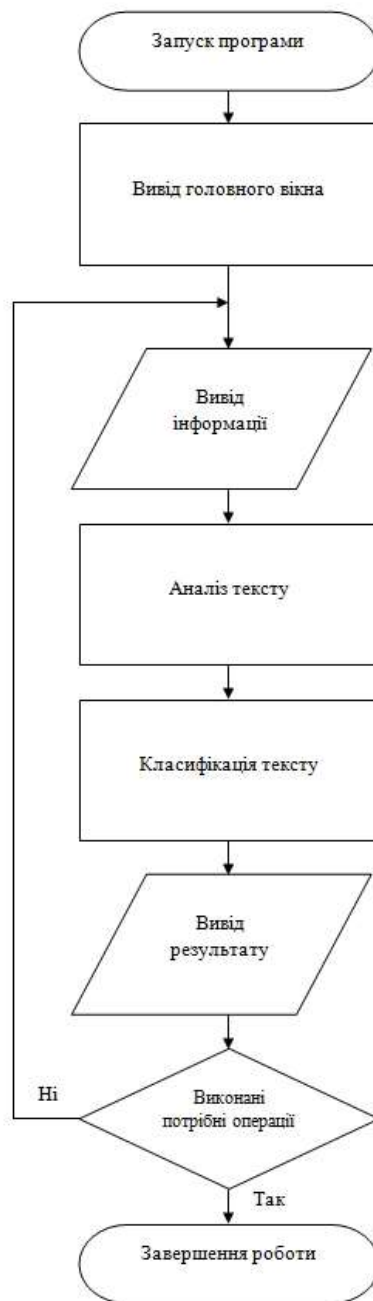 Запуск програми
Вивід головного вікна
Вивід
інформації
Аналіз тексту
Класифікація тексту
Вивід
результату
Виконані
потрібні операції
Ні
Так
Завершення роботи